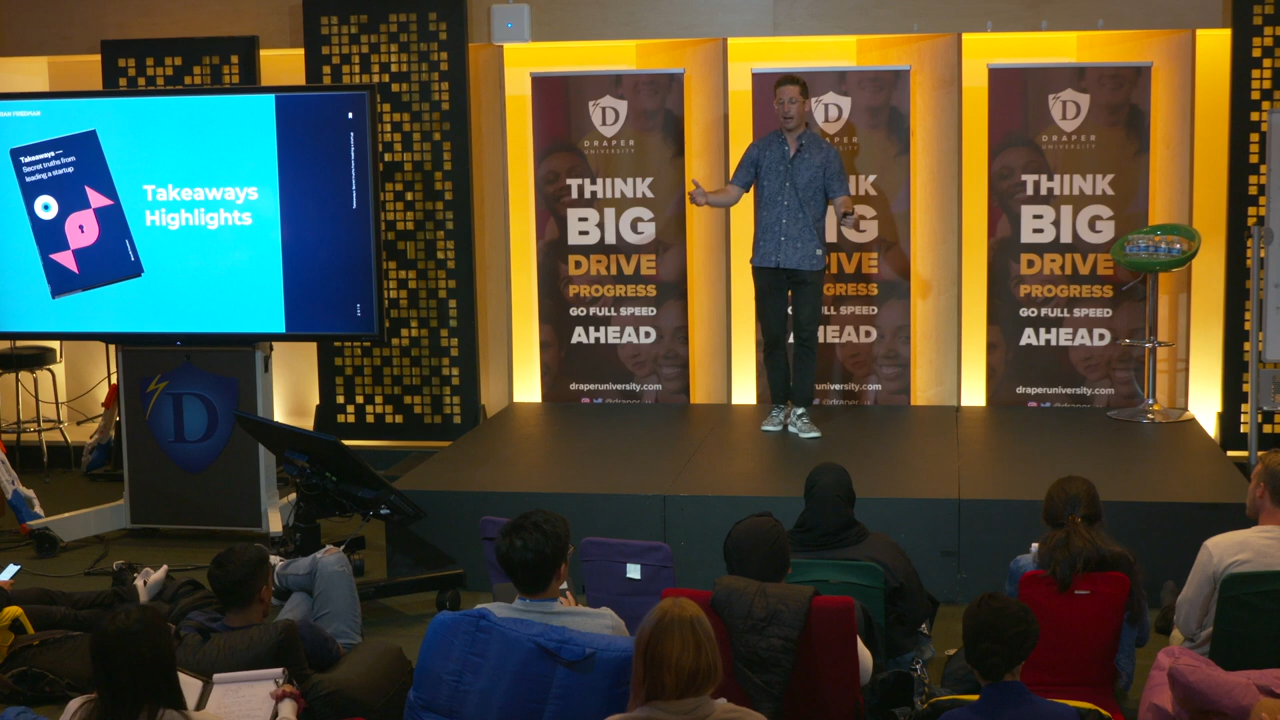 Takeaways —
Secret truths from
leading a startup
Takeaways
Highlights
D
D
DRAPER
UNIVERSITY
THINK
BIG
DRIVE
PROGRESS
GO FULL SPEED
AHEAD
draperuniversity.com
D
THINK
BIG
DRIVE
PROGRESS
GO FULL SPEED
AHEAD
draperuniversity.com
D
DRAPER
UNIVERSITY
THINK
BIG
DRIVE
PROGRESS
GO FULL SPEED
AHEAD
draperuniversity.com